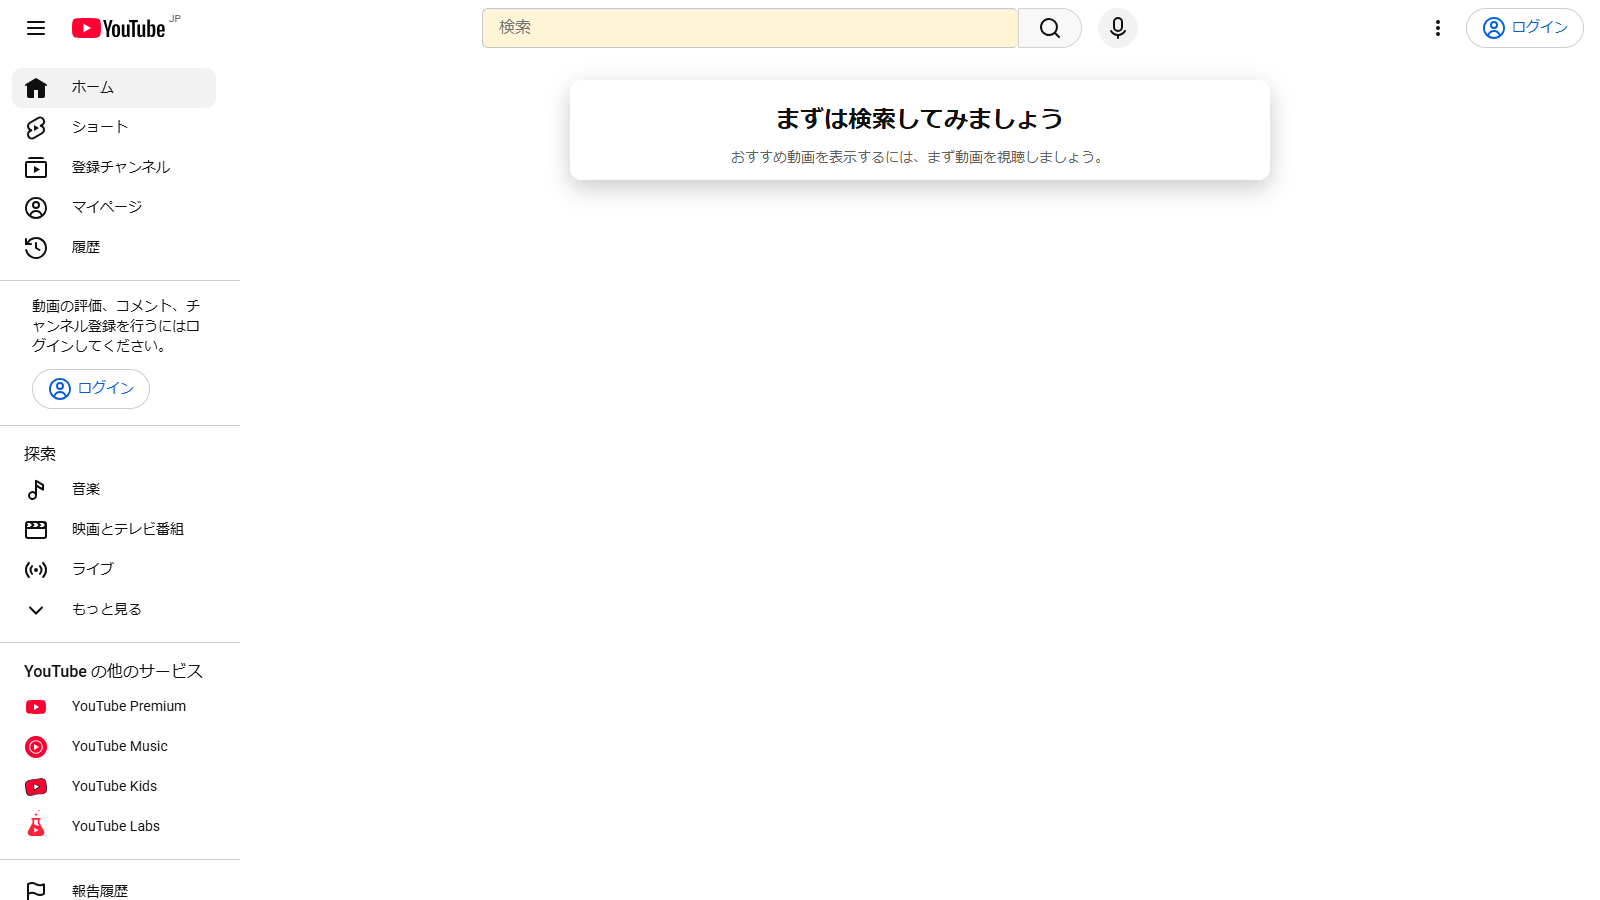 YouTube JP
検索
ログイン
ホーム
ショート
登録チャンネル
マイページ
履歴
動画の評価、コメント、チ
ャンネル登録を行うにはロ
グインしてください。
ログイン
探索
音楽
映画とテレビ番組
ライブ
もっと見る
YouTube の他のサービス
YouTube Premium
YouTube Music
YouTube Kids
YouTube Labs
報告履歴
まずは検索してみましょう
おすすめ動画を表示するには、まず動画を視聴しましょう。